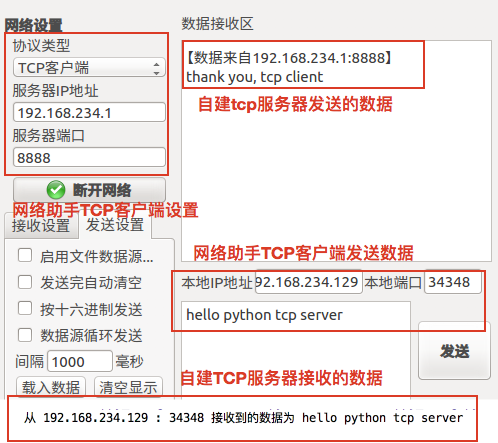 网络设置
协议类型
TCP客户端
服务器IP地址
192.168.234.1
服务器端口
8888
断开网络
网络助手TCP客户端设置
接收设置
发送设置
启用文件数据源...
发送完自动清空
按十六进制发送
数据源循环发送
间隔 1000 毫秒
载入数据
清空显示
数据接收区
【数据来自192.168.234.1:8888】
thank you, tcp client
自建tcp服务器发送的数据
网络助手TCP客户端发送数据
本地IP地址 92.168.234.129 本地端口 34348
hello python tcp server
发送
自建TCP服务器接收的数据
从 192.168.234.129 : 34348 接收到的数据为 hello python tcp server